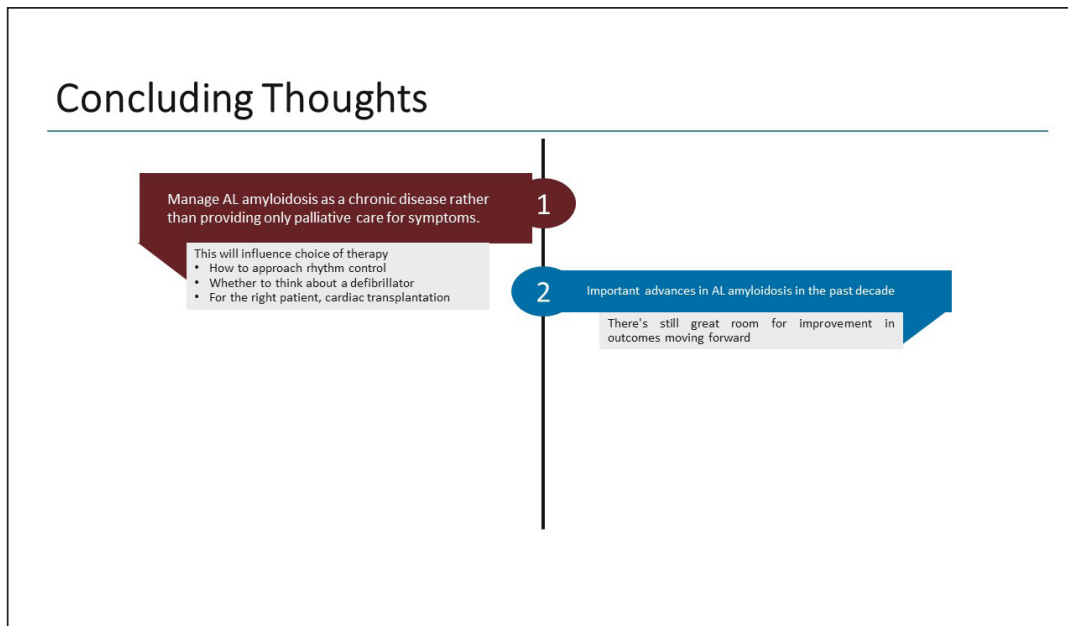 Concluding Thoughts
Manage AL amyloidosis as a chronic disease rather
than providing only palliative care for symptoms.
1
This will influence choice of therapy
• How to approach rhythm control
• Whether to think about a defibrillator
• For the right patient, cardiac transplantation
2
Important advances in AL amyloidosis in the past decade
There's still great room for improvement in
outcomes moving forward